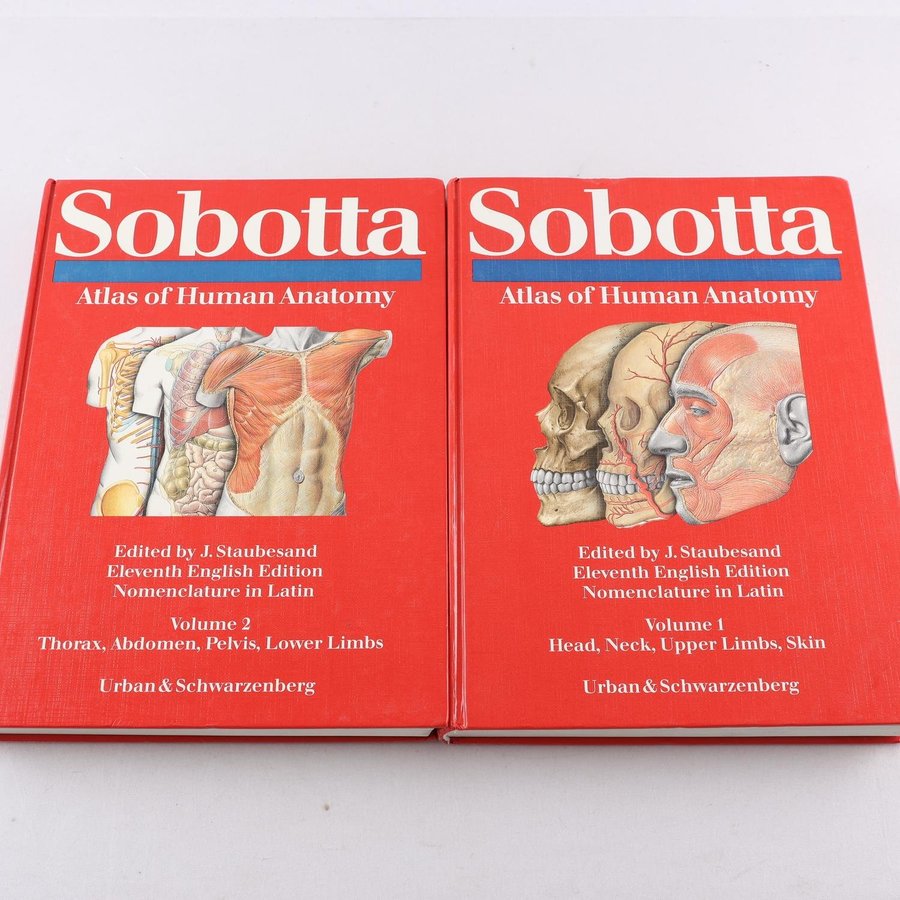 Sobotta
Atlas of Human Anatomy
Edited by J. Staubesand
Eleventh English Edition
Nomenclature in Latin
Volume 2
Thorax, Abdomen, Pelvis, Lower Limbs
Urban & Schwarzenberg
Sobotta
Atlas of Human Anatomy
Edited by J. Staubesand
Eleventh English Edition
Nomenclature in Latin
Volume 1
Head, Neck, Upper Limbs, Skin
Urban & Schwarzenberg